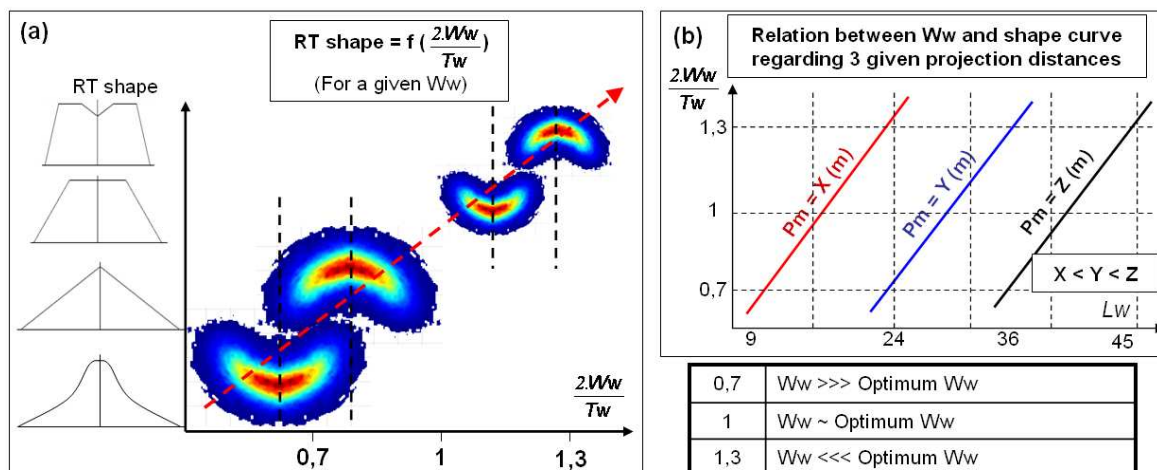 (a)
RT shape = f ( 2.Ww / Tw )
(For a given Ww)
RT shape
2.Ww
Tw
0,7
1
1,3
(b)
Relation between Ww and shape curve
regarding 3 given projection distances
2.Ww
Tw
1,3
1
0,7
Pm = X (m)
Pm = Y (m)
Pm = Z (m)
X < Y < Z
Lw
9
24
36
45
0,7 Ww >>> Optimum Ww
1 Ww ~ Optimum Ww
1,3 Ww <<< Optimum Ww